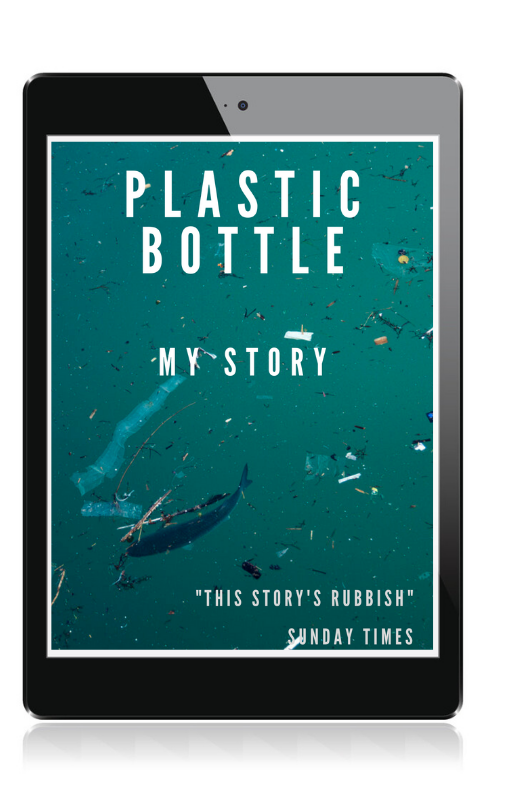 PLASTIC
BOTTLE
MY STORY
"THIS STORY'S RUBBISH"
SUNDAY TIMES